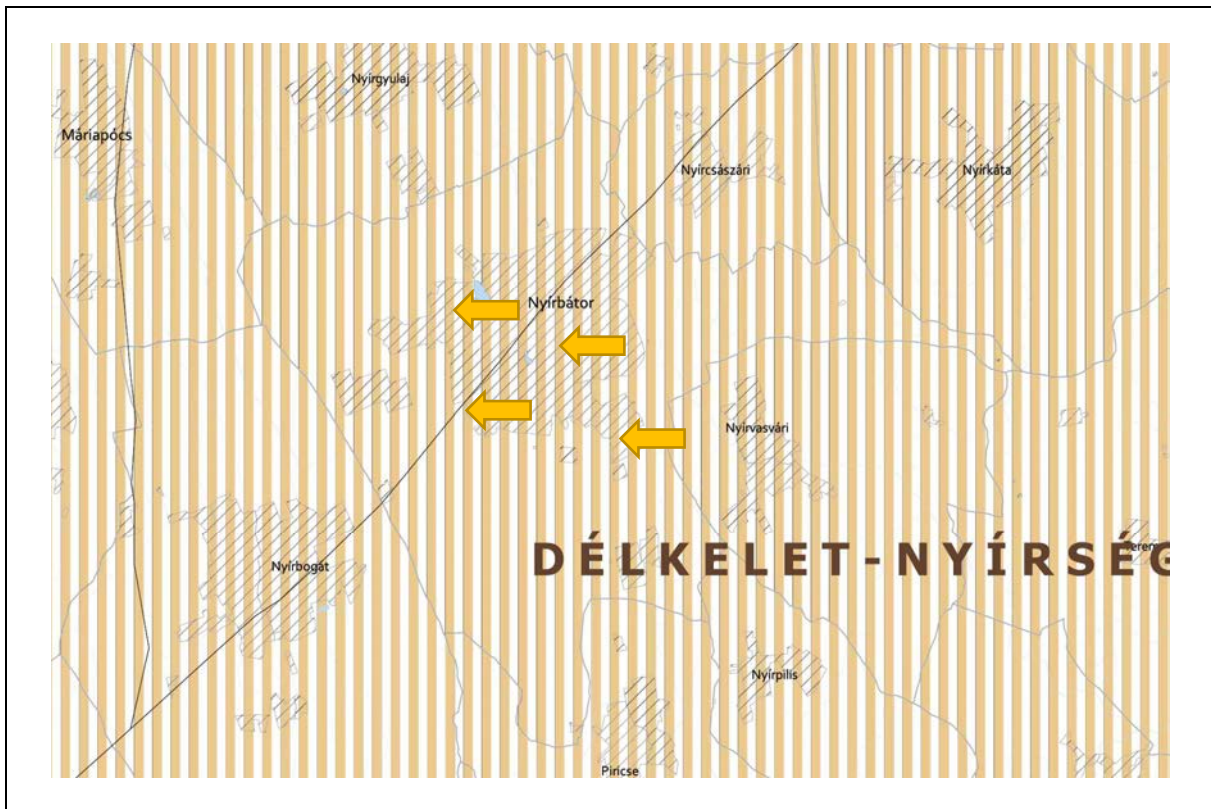 Nyírgyulaj
Máriapócs
Nyírcsászári
Nyírkáta
Nyírbátor
Nyírvasvári
DÉLKELET-NYÍRSÉG
Nyírbogát
Nyírpilis
Piricse